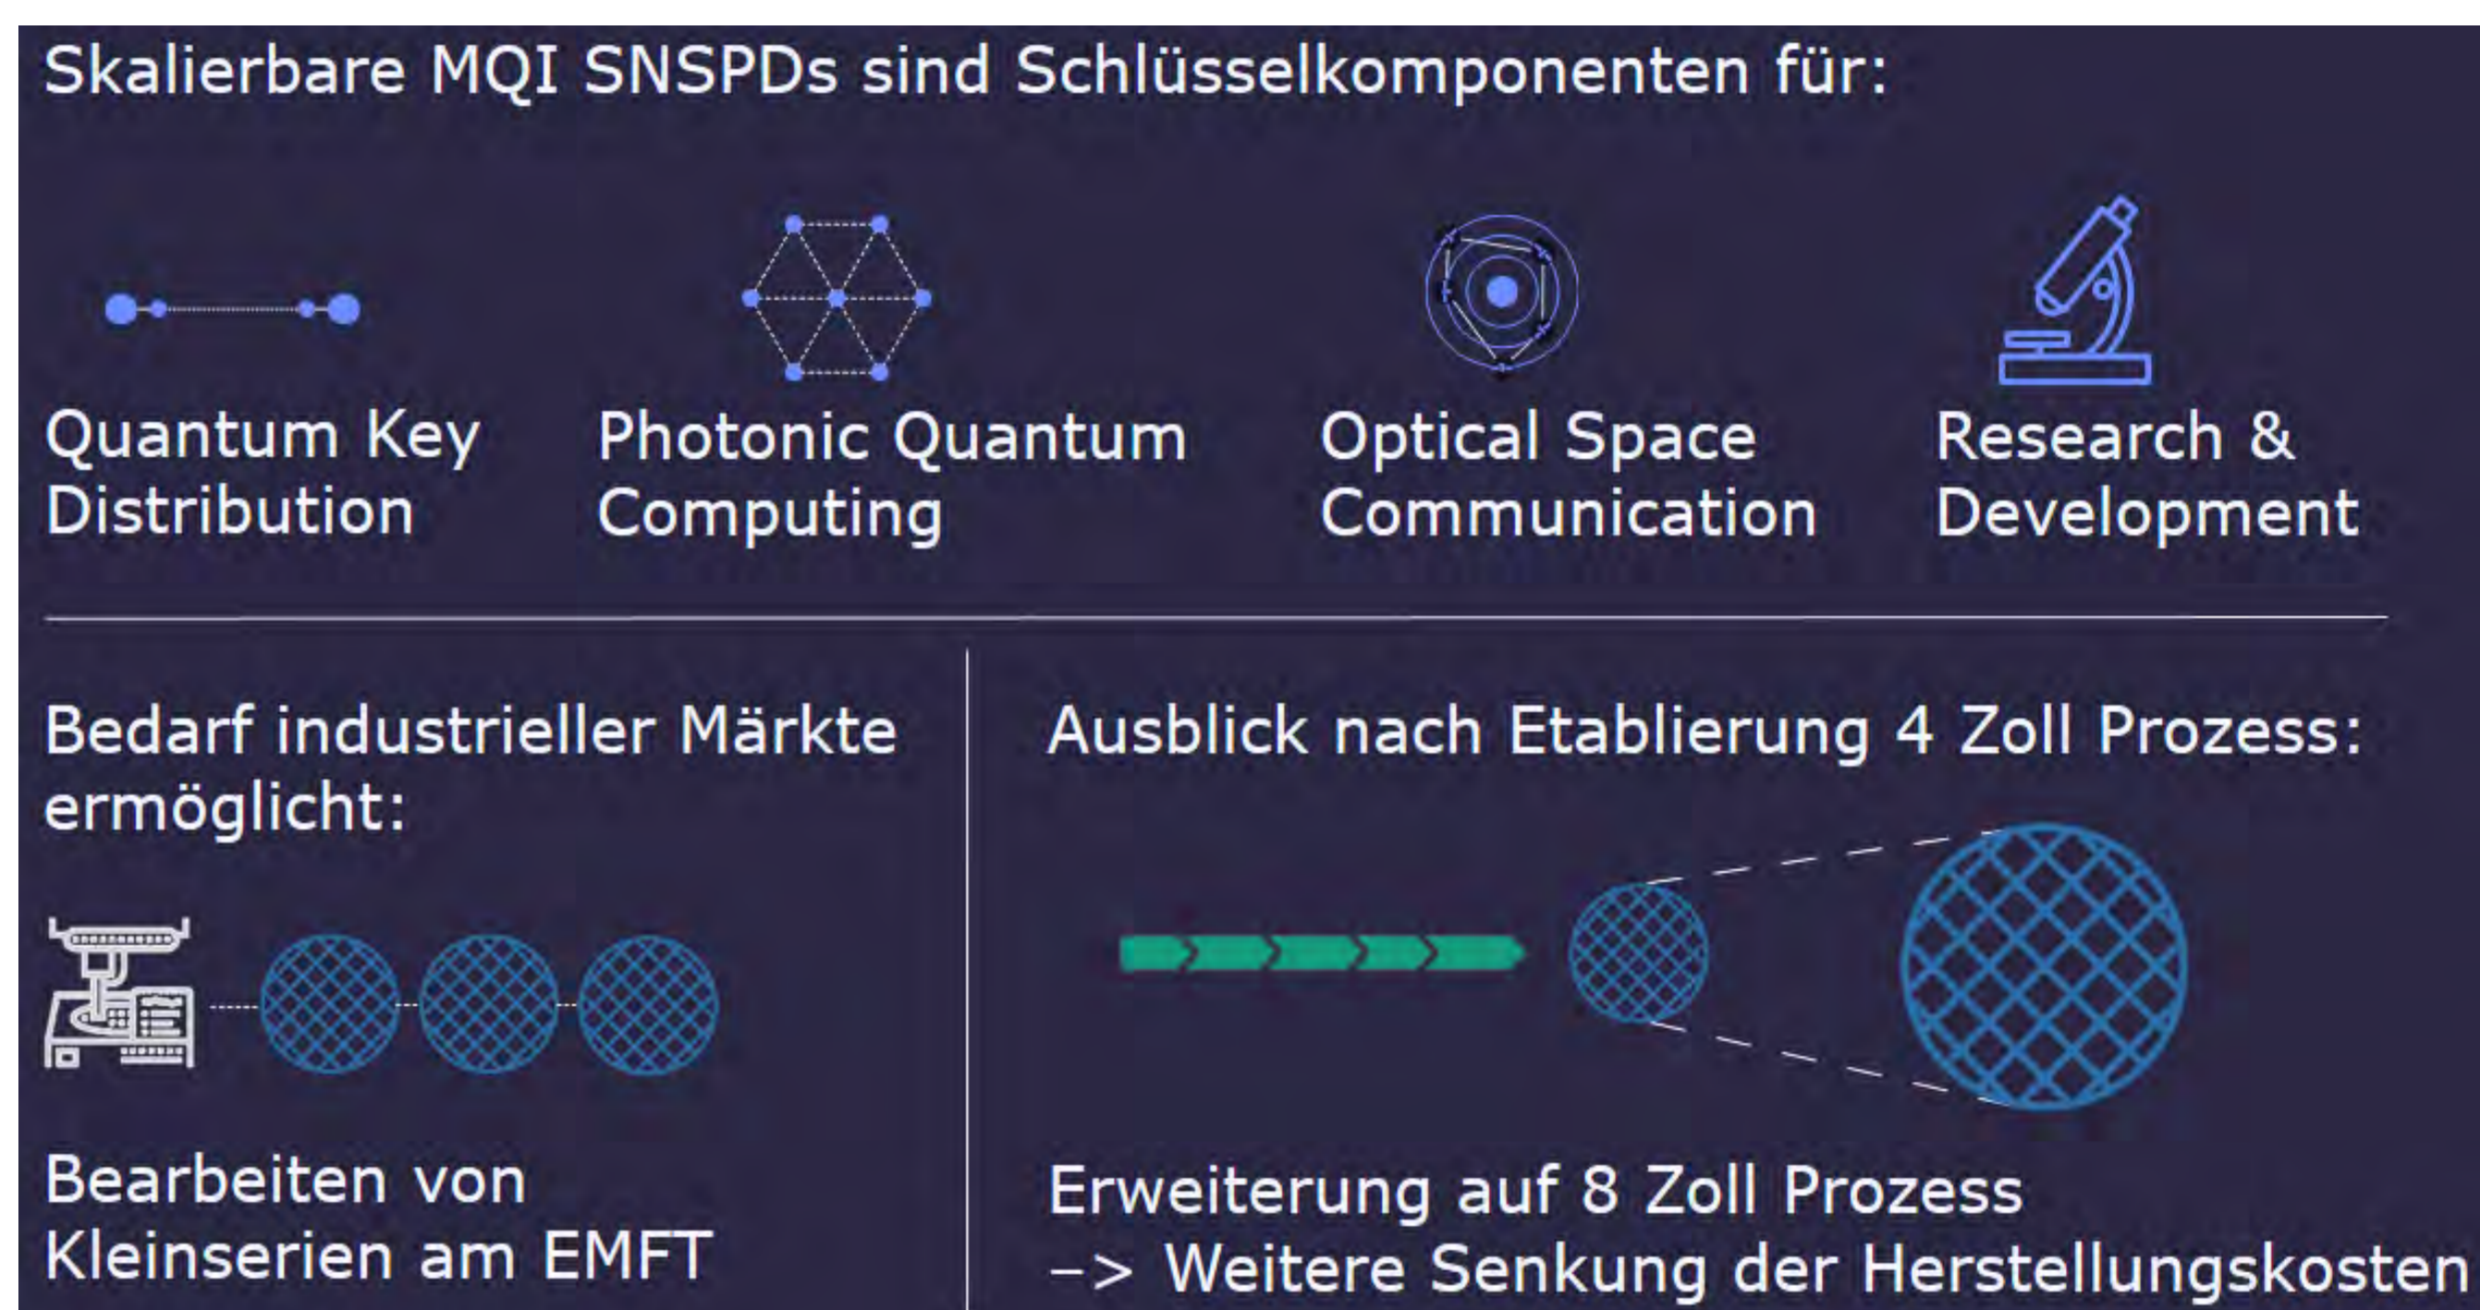 Skalierbare MQI SNSPDs sind Schlüsselkomponenten für:
Quantum Key
Distribution
Photonic Quantum
Computing
Optical Space
Communication
Research &
Development
Bedarf industrieller Märkte
ermöglicht:
Bearbeiten von
Kleinserien am EMFT
Ausblick nach Etablierung 4 Zoll Prozess:
Erweiterung auf 8 Zoll Prozess
–> Weitere Senkung der Herstellungskosten